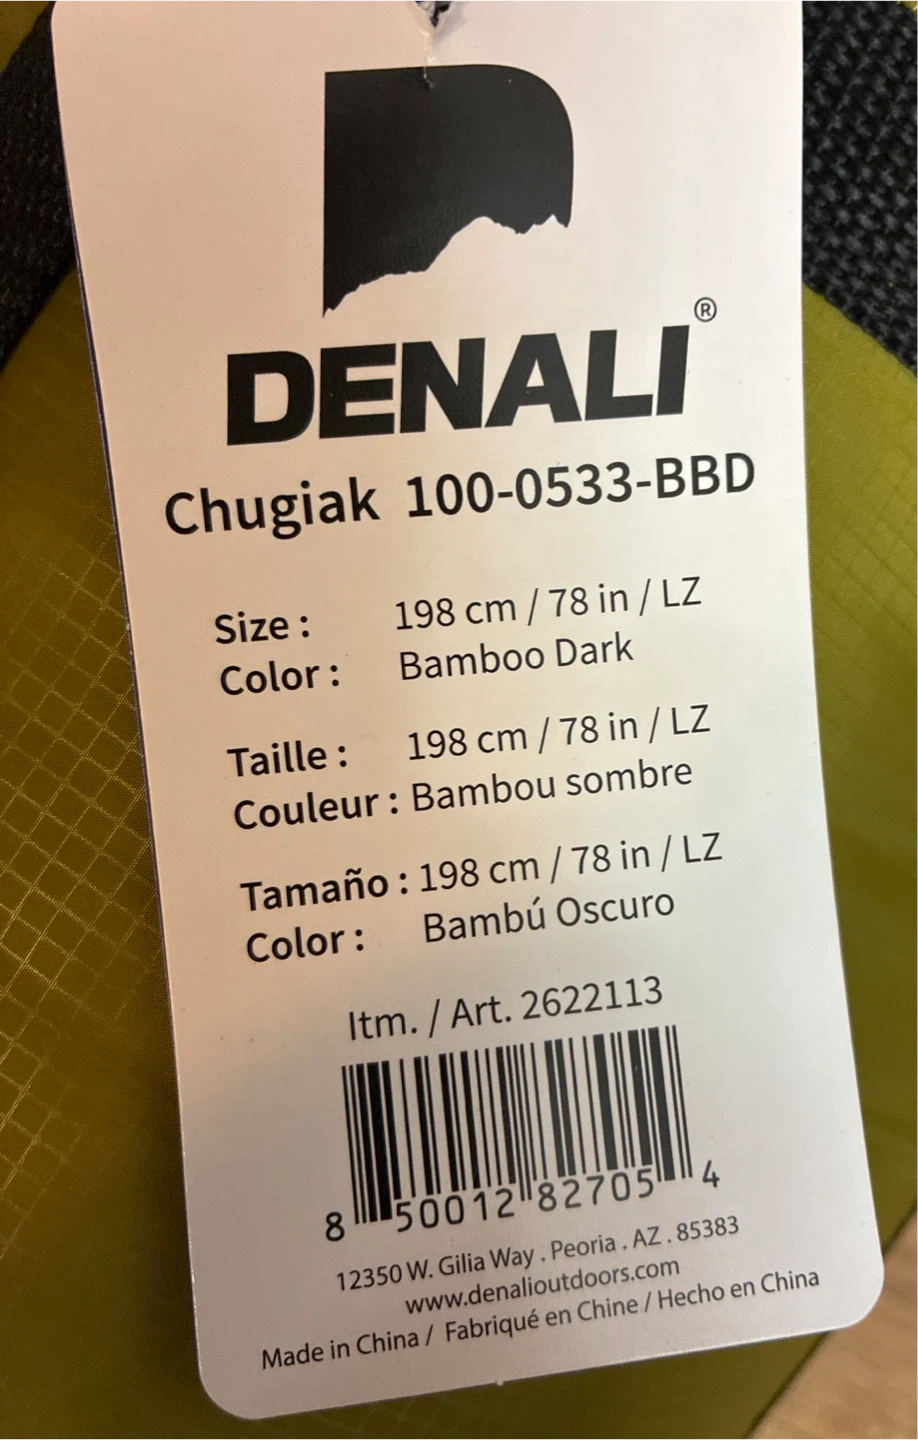 DENALI®
Chugiak 100-0533-BBD
Size : 198 cm / 78 in / LZ
Color : Bamboo Dark
Taille : 198 cm / 78 in / LZ
Couleur : Bambou sombre
Tamaño : 198 cm / 78 in / LZ
Color : Bambú Oscuro
Itm. / Art. 2622113
8 50012 82705 4
12350 W. Gilia Way . Peoria . AZ . 85383
www.denalioutdoors.com
Made in China / Fabriqué en Chine / Hecho en China